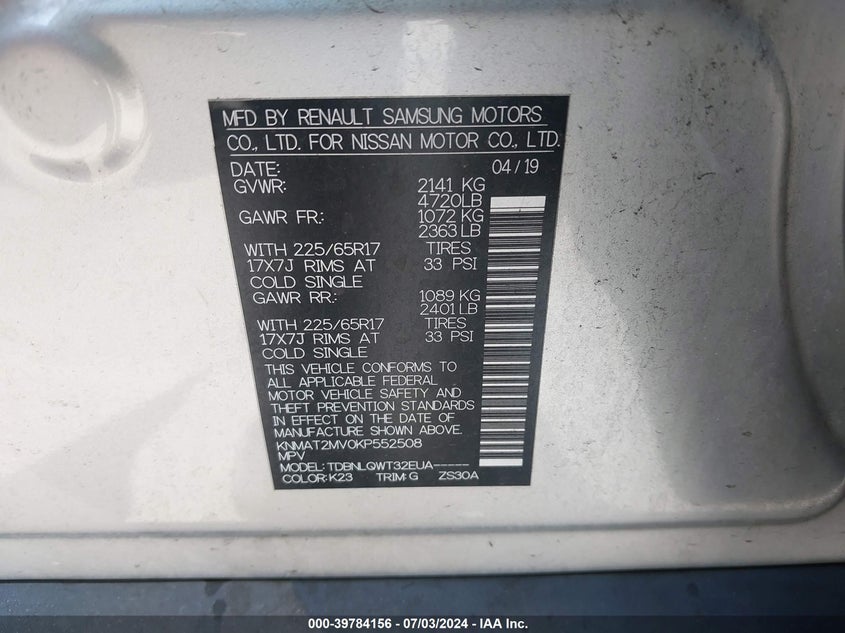 MFD BY RENAULT SAMSUNG MOTORS
CO., LTD. FOR NISSAN MOTOR CO., LTD.
DATE: 04/19
GVWR: 2141 KG
4720LB
GAWR FR.: 1072 KG
2363LB
WITH 225/65R17 TIRES
17X7J RIMS AT 33 PSI
COLD SINGLE
GAWR RR.: 1089 KG
2401LB
WITH 225/65R17 TIRES
17X7J RIMS AT 33 PSI
COLD SINGLE
THIS VEHICLE CONFORMS TO
ALL APPLICABLE FEDERAL
MOTOR VEHICLE SAFETY AND
THEFT PREVENTION STANDARDS
IN EFFECT ON THE DATE OF
MANUFACTURE SHOWN ABOVE.
KNMAT2MV0KP552508
MPV
MODEL: TDBNLQWT32EUA-----
COLOR: K23 TRIM: G ZS30A
000-39784156 - 07/03/2024 - IAA Inc.